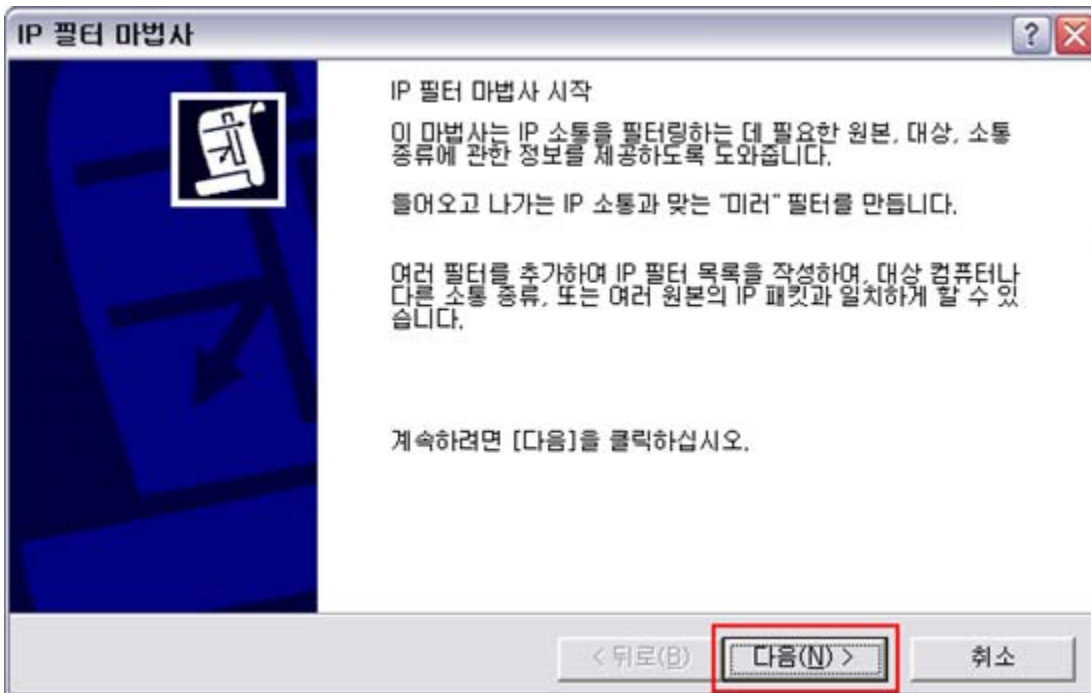 IP 필터 마법사
IP 필터 마법사 시작
이 마법사는 IP 소통을 필터링하는 데 필요한 원본, 대상, 소통
종류에 관한 정보를 제공하도록 도와줍니다.
들어오고 나가는 IP 소통과 맞는 "미러" 필터를 만듭니다.
여러 필터를 추가하여 IP 필터 목록을 작성하여, 대상 컴퓨터나
다른 소통 종류, 또는 여러 원본의 IP 패킷과 일치하게 할 수 있
습니다.
계속하려면 [다음]을 클릭하십시오.
< 뒤로(B)
다음(N) >
취소